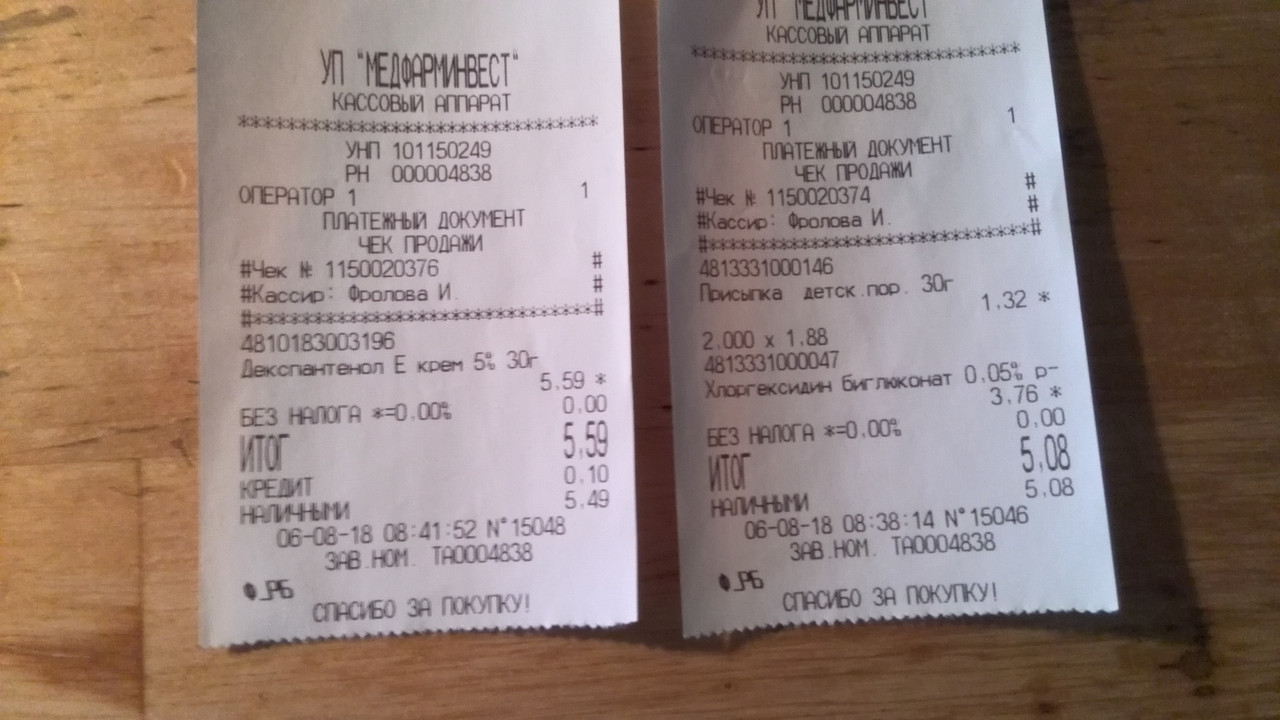 УП "МЕДФАРМИНВЕСТ"
КАССОВЫЙ АППАРАТ
*******************************
УНП 101150249
РН 000004838
ОПЕРАТОР 1 1
ПЛАТЕЖНЫЙ ДОКУМЕНТ
ЧЕК ПРОДАЖИ
#Чек № 1150020376 #
#Кассир: Фролова И. #
#*****************************#
4810183003196
Декспантенол Е крем 5% 30г
5,59 *
БЕЗ НАЛОГА *=0.00% 0,00
ИТОГ 5,59
КРЕДИТ 0,10
НАЛИЧНЫМИ 5,49
06-08-18 08:41:52 N°15048
ЗАВ.НОМ. ТА0004838
Ф_РБ
СПАСИБО ЗА ПОКУПКУ!
УП "МЕДФАРМИНВЕСТ"
КАССОВЫЙ АППАРАТ
*******************************
УНП 101150249
РН 000004838
ОПЕРАТОР 1 1
ПЛАТЕЖНЫЙ ДОКУМЕНТ
ЧЕК ПРОДАЖИ
#Чек № 1150020374 #
#Кассир: Фролова И. #
#*****************************#
4813331000146
Присыпка детск.пор. 30г
1,32 *
2.000 x 1,88
4813331000047
Хлоргексидин биглюконат 0,05% р-
3,76 *
БЕЗ НАЛОГА *=0,00% 0,00
ИТОГ 5,08
НАЛИЧНЫМИ 5,08
06-08-18 08:38:14 N°15046
ЗАВ.НОМ. ТА0004838
Ф_РБ
СПАСИБО ЗА ПОКУПКУ!